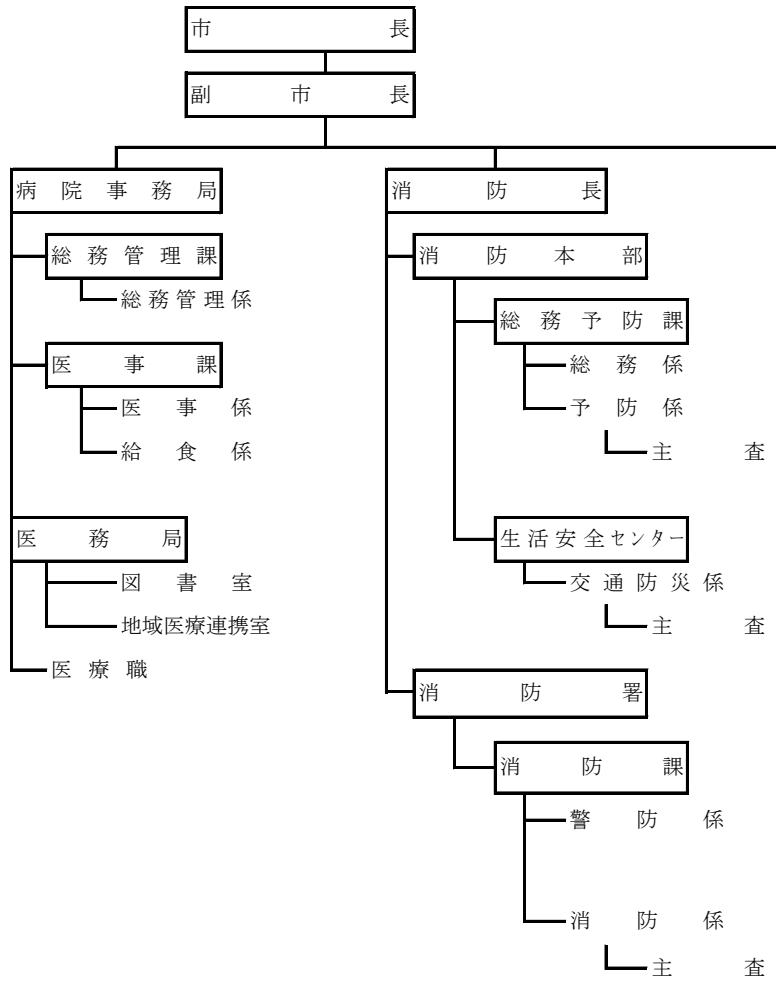 市長
副市長
病院事務局
総務管理課
総務管理係
医事課
医事係
給食係
医務局
図書室
地域医療連携室
医療職
消防長
消防本部
総務予防課
総務係
予防係
主査
生活安全センター
交通防災係
主査
消防署
消防課
警防係
消防係
主査